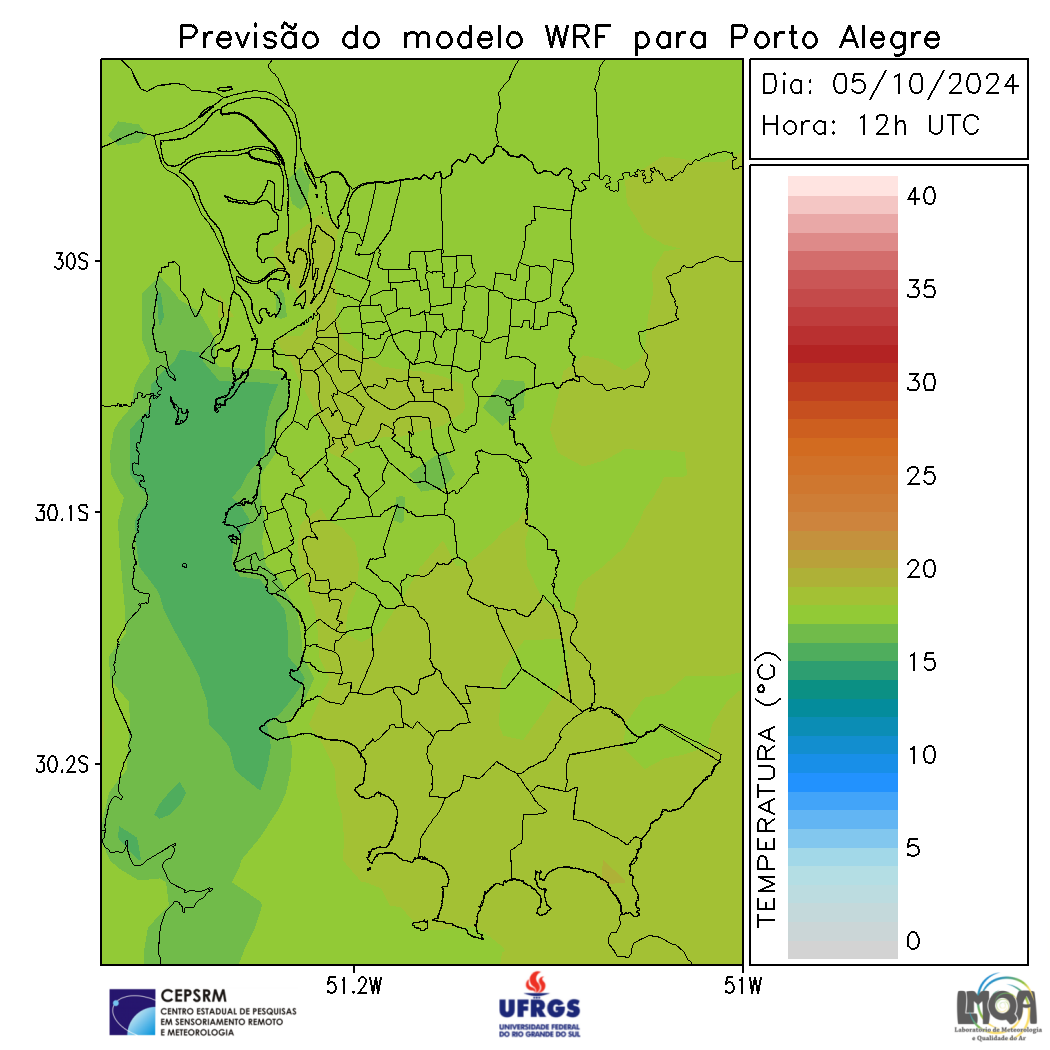 Previsão do modelo WRF para Porto Alegre
Dia: 05/10/2024
Hora: 12h UTC
30S
30.1S
30.2S
51.2W
51W
TEMPERATURA (°C)
40
35
30
25
20
15
10
5
0
CEPSRM
CENTRO ESTADUAL DE PESQUISAS
EM SENSORIAMENTO REMOTO
E METEOROLOGIA
UFRGS
UNIVERSIDADE FEDERAL
DO RIO GRANDE DO SUL
LMQA
Laboratório de Meteorologia
e Qualidade do Ar